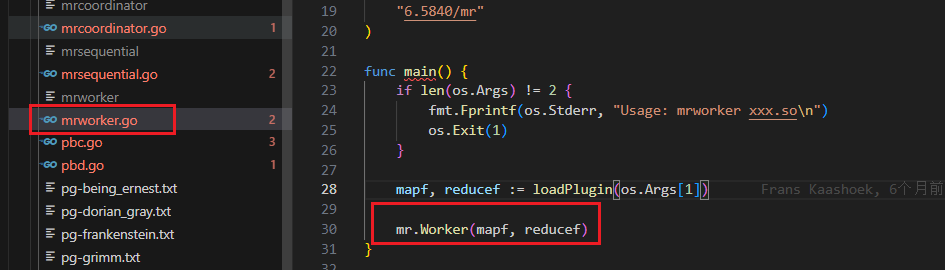 mrcoordinator
mrcoordinator.go 1
mrsequential
mrsequential.go 2
mrworker
mrworker.go 2
pbc.go 3
pbd.go 1
pg-being_ernest.txt
pg-dorian_gray.txt
pg-frankenstein.txt
pg-grimm.txt
19 "6.5840/mr"
20 )
21
22 func main() {
23 if len(os.Args) != 2 {
24 fmt.Fprintf(os.Stderr, "Usage: mrworker xxx.so\n")
25 os.Exit(1)
26 }
27
28 mapf, reducef := loadPlugin(os.Args[1]) Frans Kaashoek, 6个月前
29
30 mr.Worker(mapf, reducef)
31 }
32